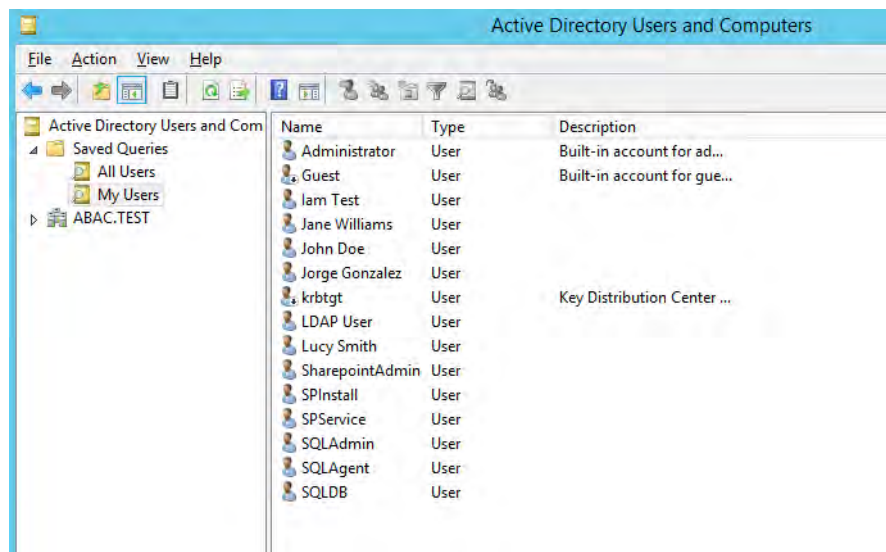 Active Directory Users and Computers
File Action View Help
Active Directory Users and Com
Saved Queries
All Users
My Users
ABAC.TEST
Name Type Description
Administrator User Built-in account for ad...
Guest User Built-in account for gue...
Iam Test User
Jane Williams User
John Doe User
Jorge Gonzalez User
krbtgt User Key Distribution Center ...
LDAP User User
Lucy Smith User
SharepointAdmin User
SPInstall User
SPService User
SQLAdmin User
SQLAgent User
SQLDB User